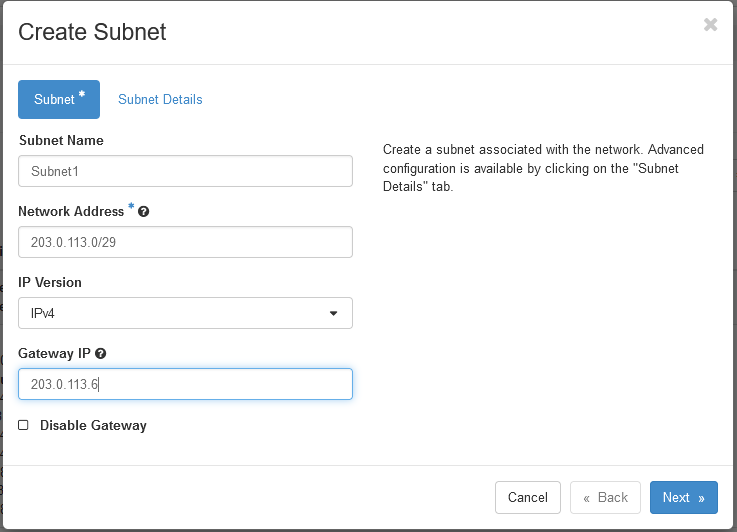 Create Subnet
×
Subnet *
Subnet Details
Subnet Name
Subnet1
Create a subnet associated with the network. Advanced
configuration is available by clicking on the "Subnet
Details" tab.
Network Address * ?
203.0.113.0/29
IP Version
IPv4
Gateway IP ?
203.0.113.6
Disable Gateway
Cancel
« Back
Next »